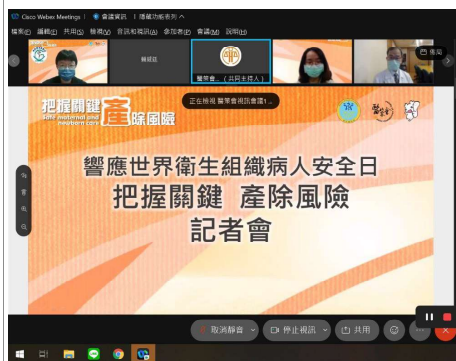 Cisco Webex Meetings
會議資訊
隱藏功能表列
檔案(F) 編輯(E) 共用(S) 檢視(V) 音訊和視訊(A) 參加者(P) 會議(M) 說明(H)
佈局
醫策會... (共同主持人)
正在檢視 醫策會視訊會議1...
把握關鍵 產除風險
Safe maternal and
newborn care
響應世界衛生組織病人安全日
把握關鍵 產除風險
記者會
取消靜音
停止視訊
共用